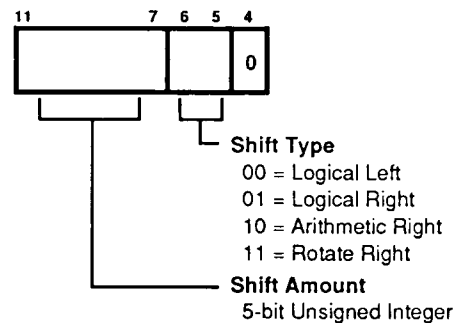 11 7 6 5 4
0
Shift Type
00 = Logical Left
01 = Logical Right
10 = Arithmetic Right
11 = Rotate Right
Shift Amount
5-bit Unsigned Integer